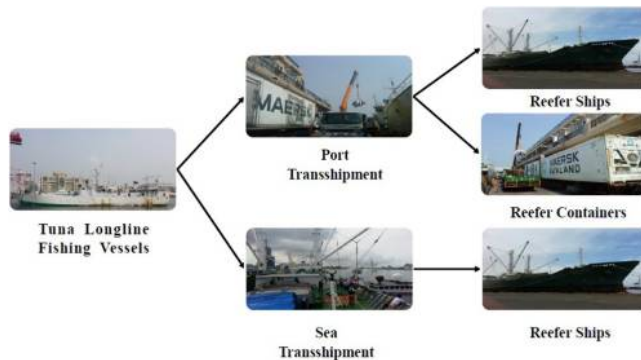 Tuna Longline
Fishing Vessels
MAERSK
Port
Transshipment
Sea
Transshipment
Reefer Ships
MAERSK
Reefer Containers
Reefer Ships